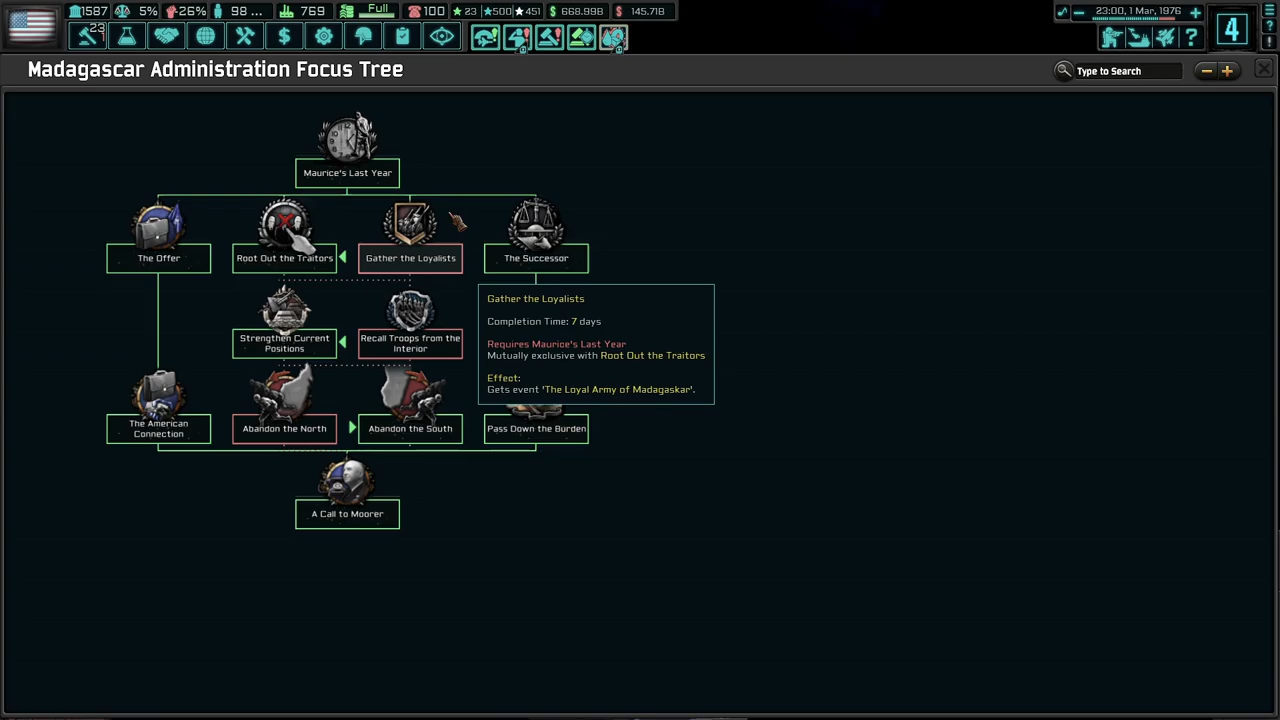 1587 5% 26% 98 ... 769 Full 100 23 500 451 $ 668.99B $ 145.71B 23:00, 1 Mar, 1976
23 4
Madagascar Administration Focus Tree
Type to Search
Maurice's Last Year
The Offer
Root Out the Traitors
Gather the Loyalists
The Successor
Gather the Loyalists
Completion Time: 7 days
Requires Maurice's Last Year
Mutually exclusive with Root Out the Traitors
Effect:
Gets event 'The Loyal Army of Madagaskar'.
Strengthen Current
Positions
Recall Troops from the
Interior
The American
Connection
Abandon the North
Abandon the South
Pass Down the Burden
A Call to Moorer